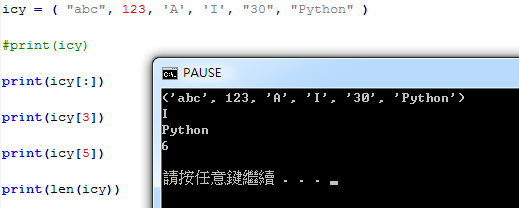 icy = ( "abc", 123, 'A', 'I', "30", "Python" )
#print(icy)
print(icy[:])
print(icy[3])
print(icy[5])
print(len(icy))
C:\. PAUSE
('abc', 123, 'A', 'I', '30', 'Python')
I
Python
6
請按任意鍵繼續 . . .